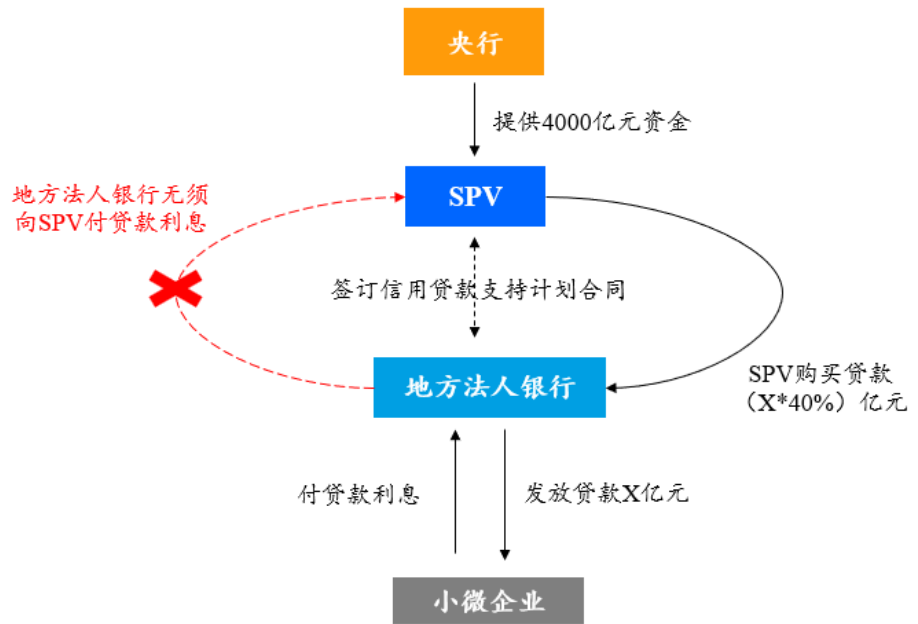 央行
提供4000亿元资金
地方法人银行无须
向SPV付贷款利息
SPV
签订信用贷款支持计划合同
地方法人银行
SPV购买贷款
（X*40%）亿元
付贷款利息
发放贷款X亿元
小微企业